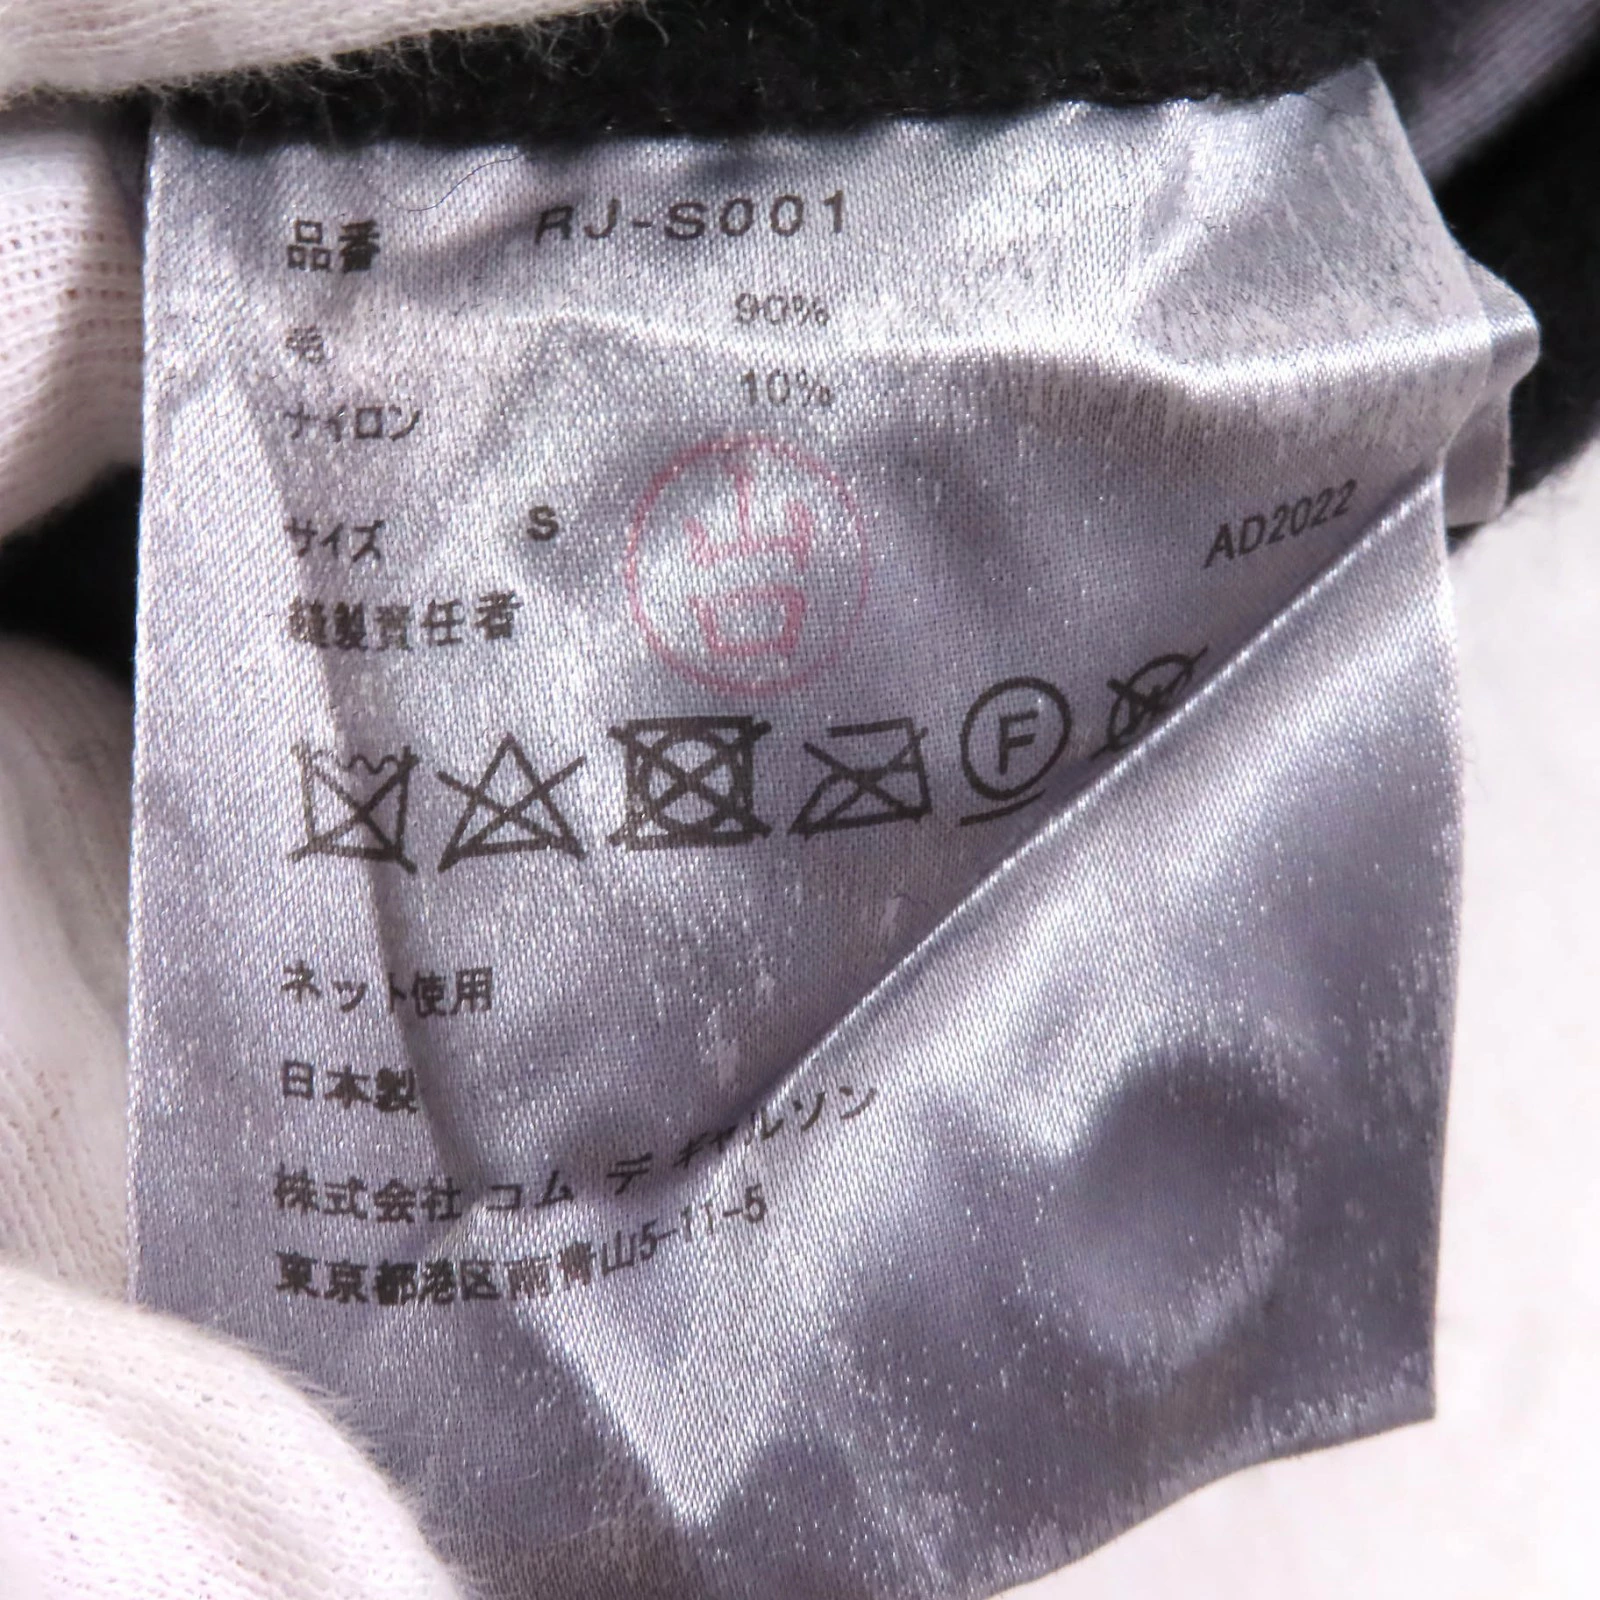 品番 RJ-S001
毛 90%
ナイロン 10%
サイズ S
AD2022
縫製責任者
F
ネット使用
日本製
株式会社 コム デ ギャルソン
東京都港区南青山5-11-5